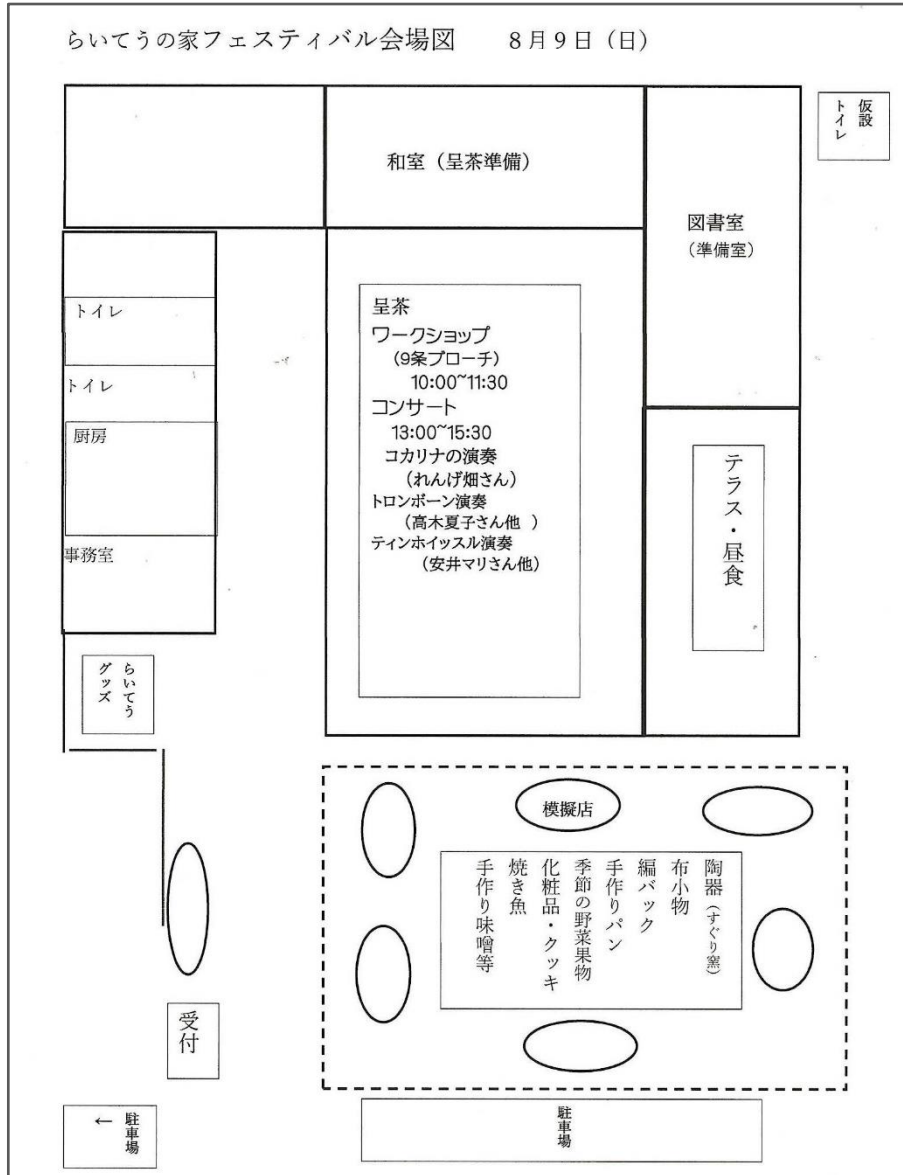 らいてうの家フェスティバル会場図　　8月9日（日）
仮設
トイレ
和室（呈茶準備）
図書室
（準備室）
トイレ
トイレ
厨房
事務室
呈茶
ワークショップ
（9条ブローチ）
10:00~11:30
コンサート
13:00~15:30
コカリナの演奏
（れんげ畑さん）
トロンボーン演奏
（高木夏子さん他　）
ティンホイッスル演奏
（安井マリさん他）
テラス・昼食
らいてう
グッズ
模擬店
陶器（すぐり窯）
布小物
編バック
手作りパン
季節の野菜果物
化粧品・クッキ
焼き魚
手作り味噌等
受付
駐車場
←
駐車場